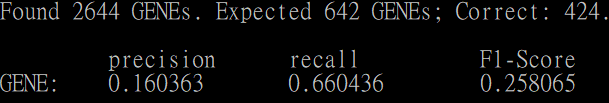 Found 2644 GENEs. Expected 642 GENEs; Correct: 424.
precision recall F1-Score
GENE: 0.160363 0.660436 0.258065